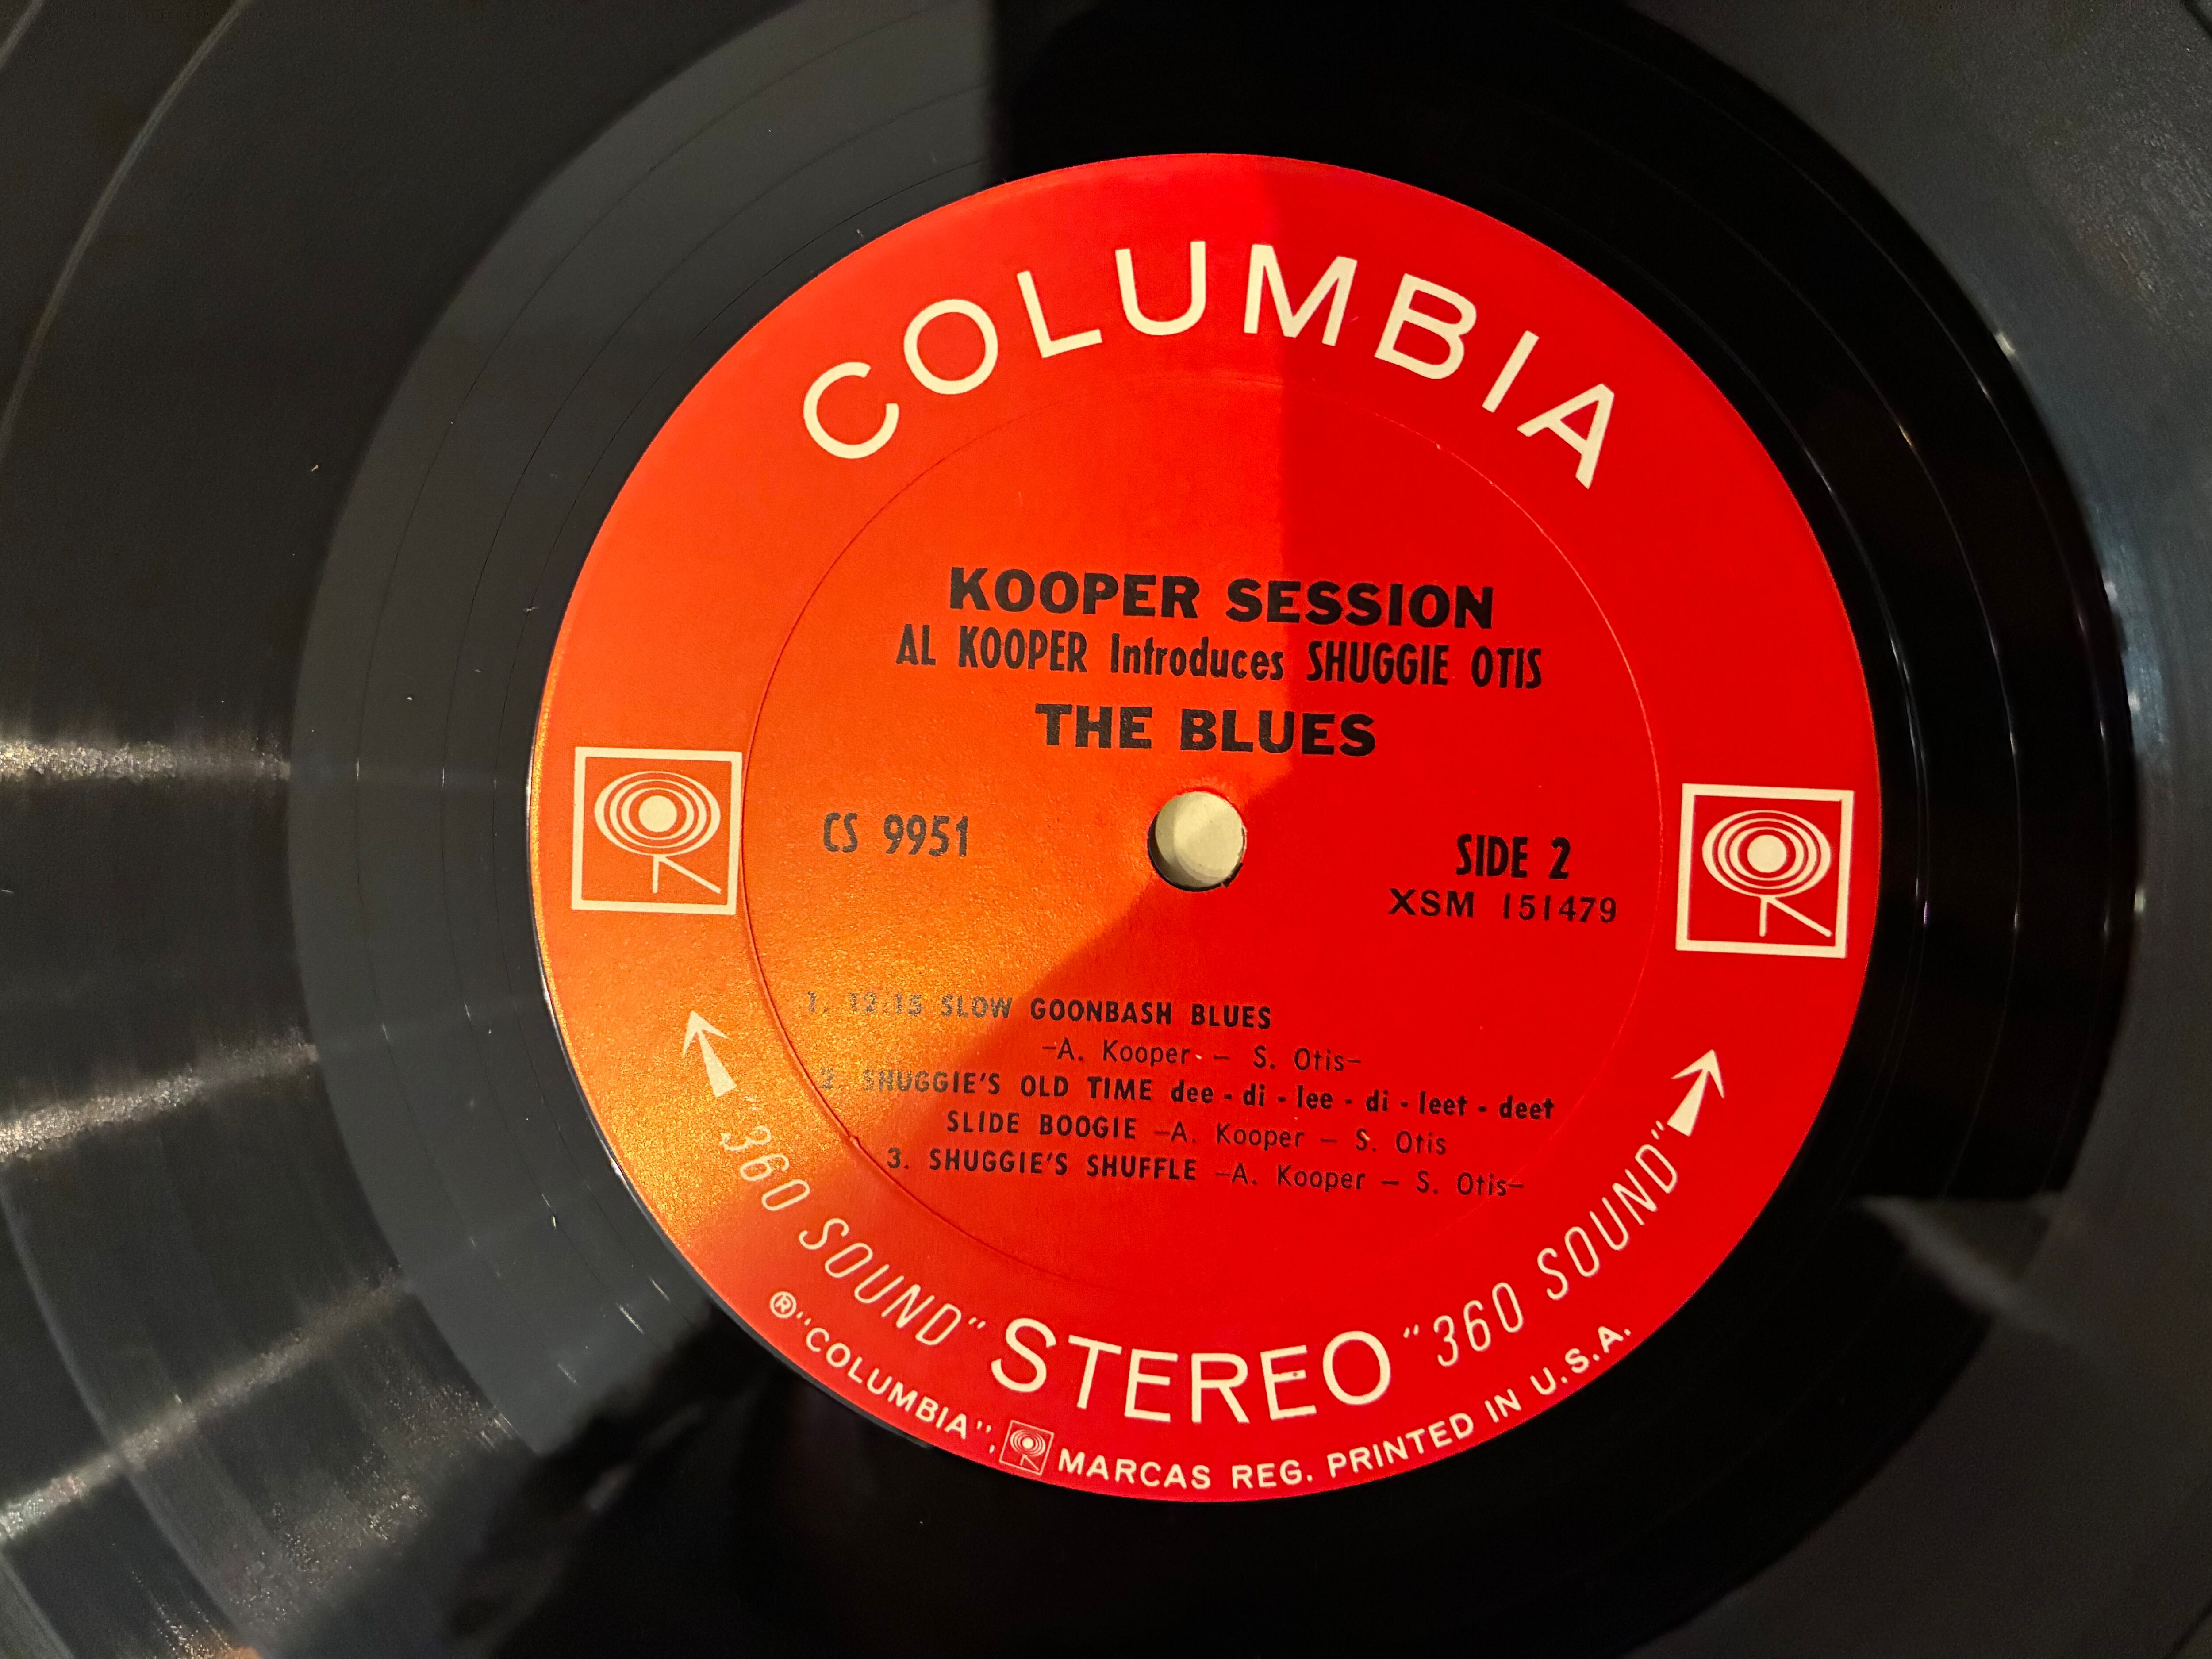 COLUMBIA
KOOPER SESSION
AL KOOPER Introduces SHUGGIE OTIS
THE BLUES
CS 9951
SIDE 2
XSM 151479
1. 12:15 SLOW GOONBASH BLUES
–A. Kooper – S. Otis–
2. SHUGGIE'S OLD TIME dee - di - lee - di - leet - deet
SLIDE BOOGIE –A. Kooper – S. Otis
3. SHUGGIE'S SHUFFLE –A. Kooper – S. Otis–
"360 SOUND" STEREO "360 SOUND"
®"COLUMBIA", MARCAS REG. PRINTED IN U.S.A.